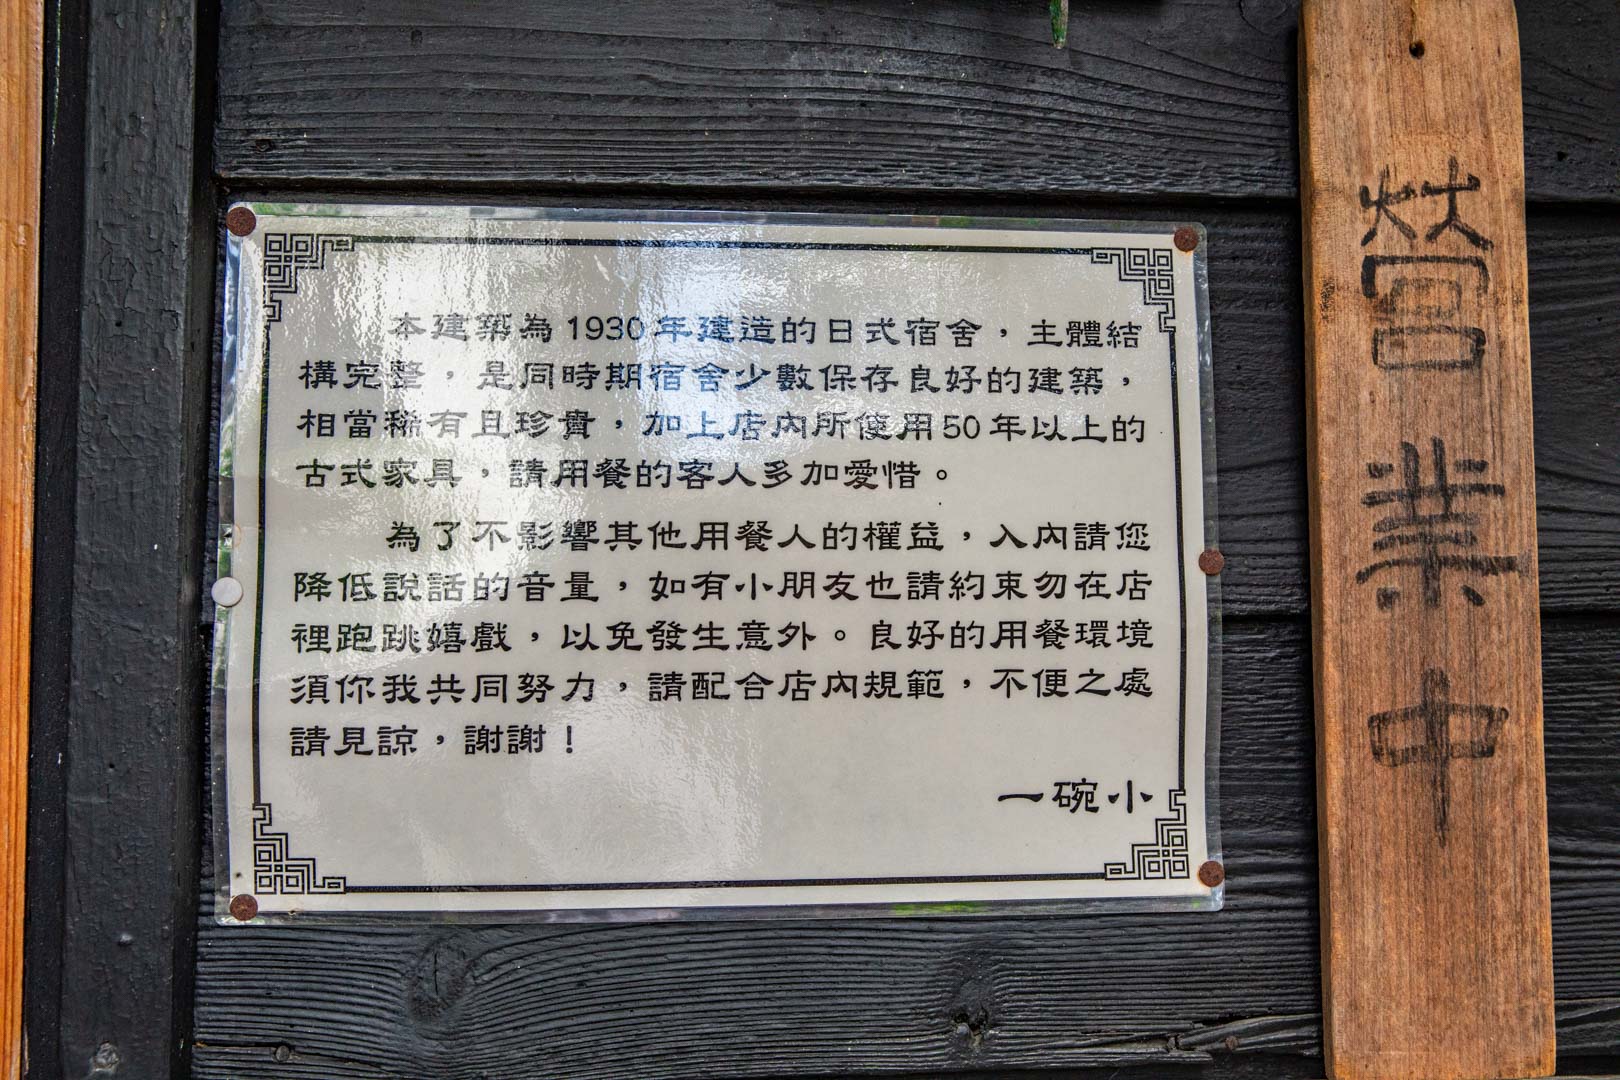 本建築為1930年建造的日式宿舍，主體結
構完整，是同時期宿舍少數保存良好的建築，
相當稀有且珍貴，加上店內所使用50年以上的
古式家具，請用餐的客人多加愛惜。
為了不影響其他用餐人的權益，入內請您
降低說話的音量，如有小朋友也請約束勿在店
裡跑跳嬉戲，以免發生意外。良好的用餐環境
須你我共同努力，請配合店內規範，不便之處
請見諒，謝謝！
一碗小
營業中